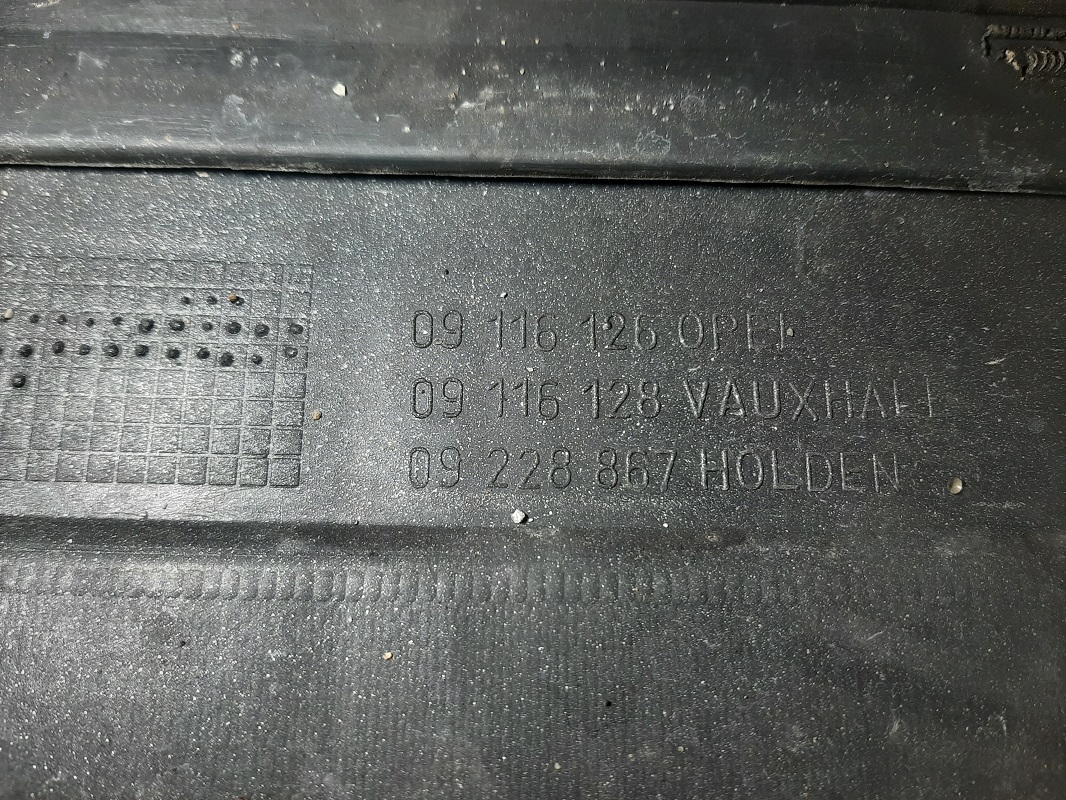 09 116 126 OPEL
09 116 128 VAUXHALL
09 228 867 HOLDEN